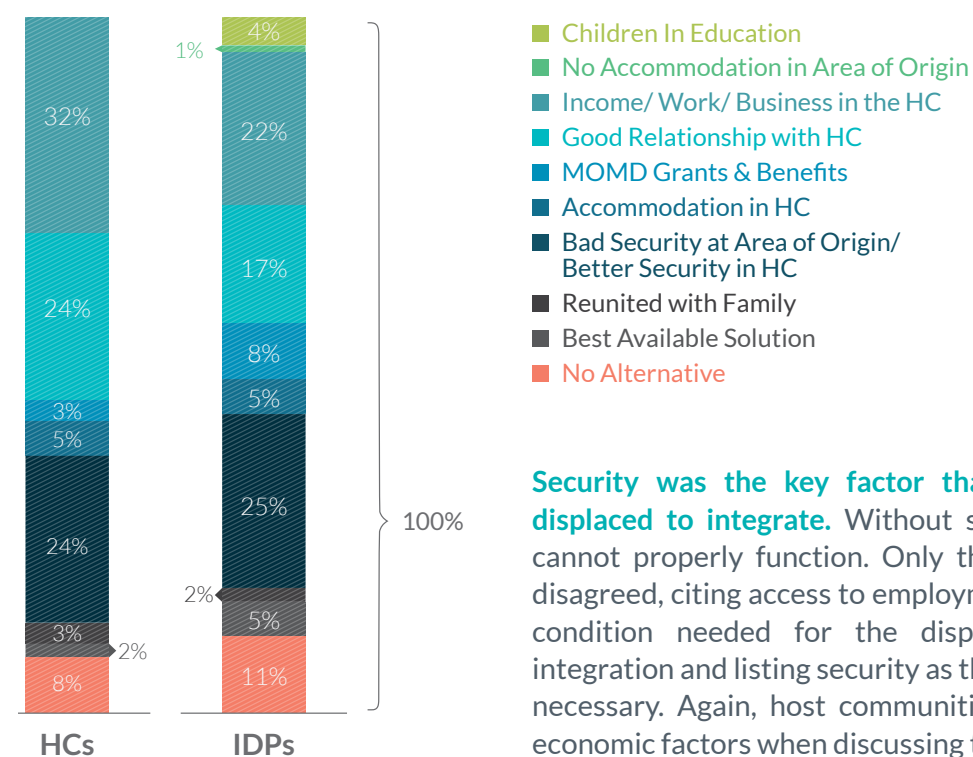 32%
24%
3%
5%
24%
3%
2%
8%
HCs
4%
1%
22%
17%
8%
5%
25%
2%
5%
11%
IDPs
100%
Children In Education
No Accommodation in Area of Origin
Income/ Work/ Business in the HC
Good Relationship with HC
MOMD Grants & Benefits
Accommodation in HC
Bad Security at Area of Origin/
Better Security in HC
Reunited with Family
Best Available Solution
No Alternative
Security was the key factor
displaced to integrate. Without
cannot properly function. Only
disagreed, citing access to
condition needed for the
integration and listing security as
necessary. Again, host
economic factors when discussing